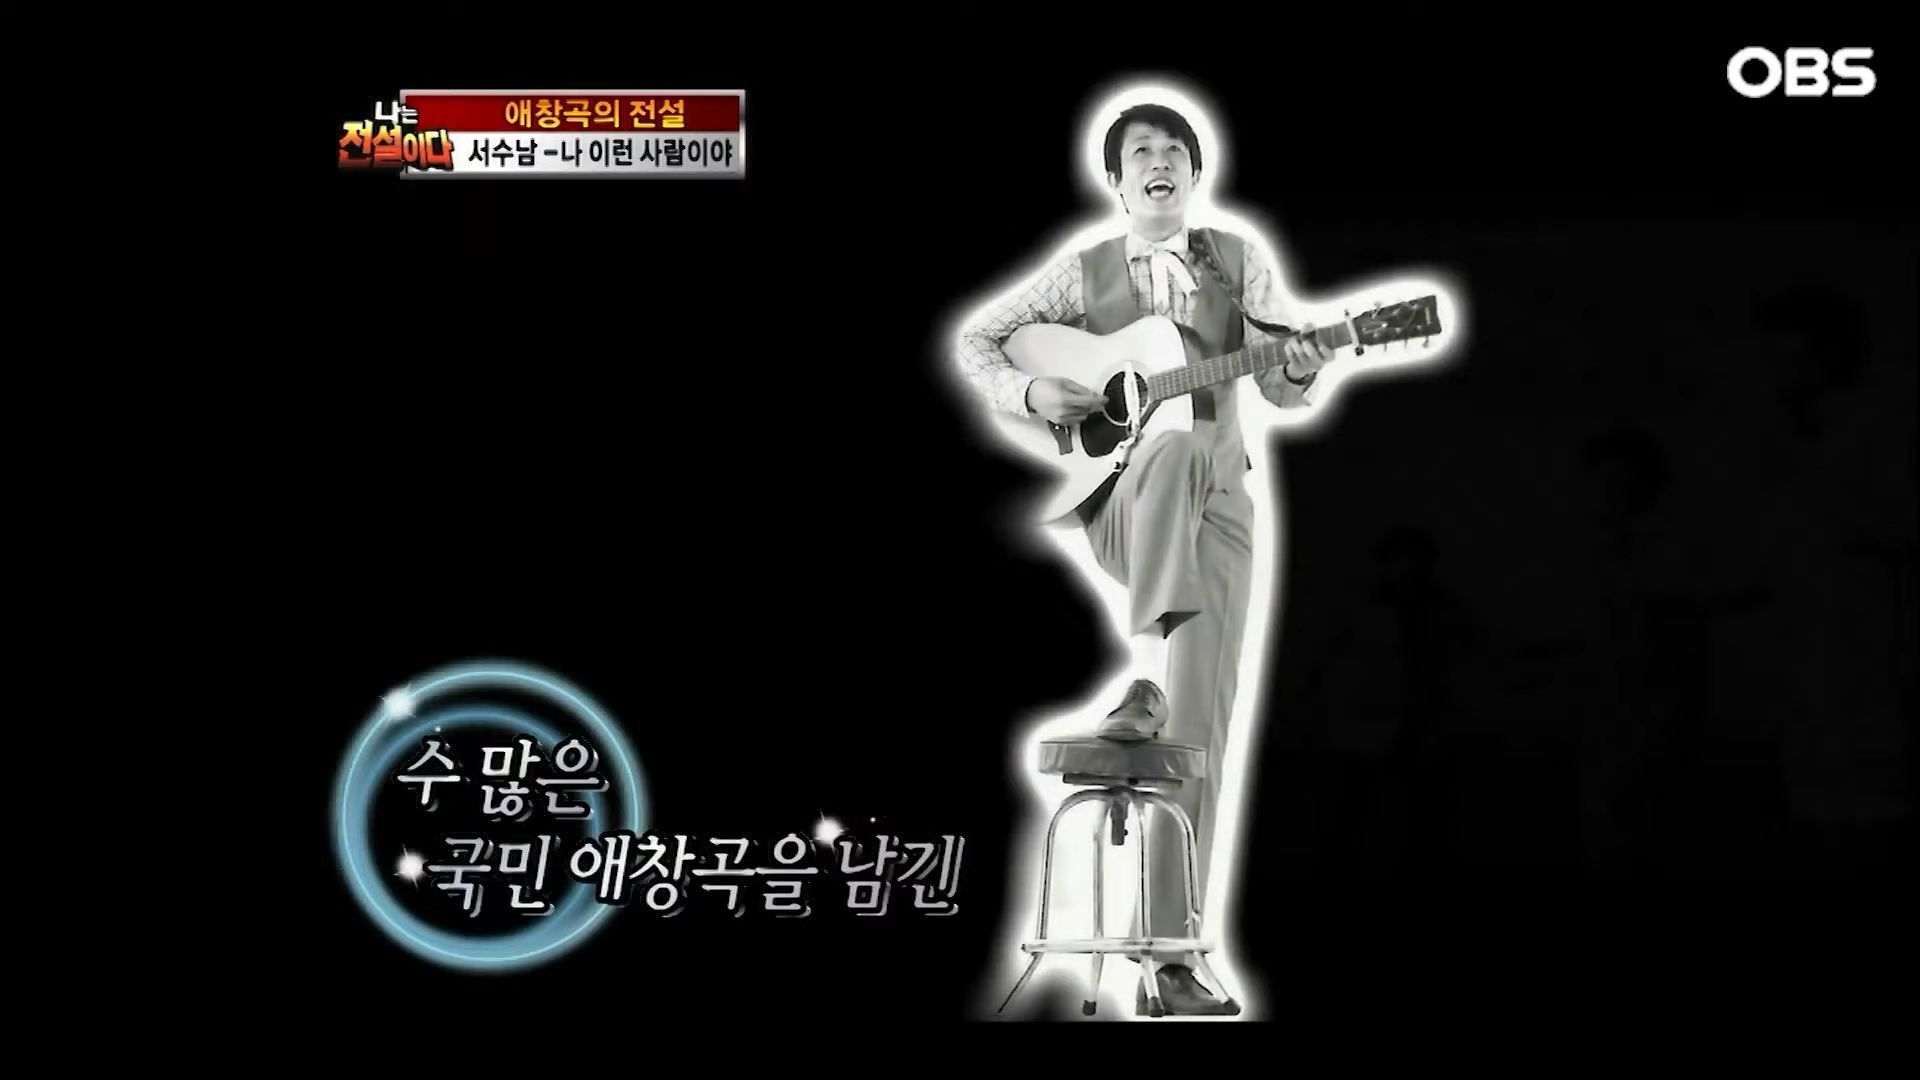 OBS
나는
전설이다
애창곡의 전설
서수남 -나 이런 사람이야
수 많은
국민 애창곡을 남긴